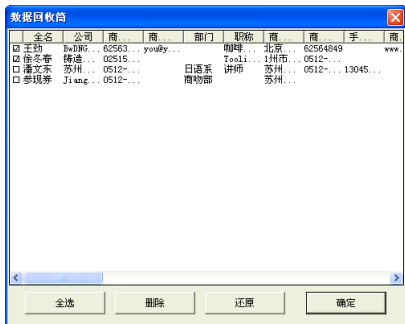 数据回收筒
全名 公司 商... 商... 部门 职称 商... 商... 手... 商
王劲 BwDNG... 62563... you@y... 咖啡... 北京... 62564849 www.
徐冬春 铸造... 02515... Tooli... 1州市... 0512-...
潘文东 苏州... 0512-... 日语系 讲师 苏州... 0512-... 13045...
参现券 Jiang... 0512-... 商物部 苏州...
全选 删除 还原 确定